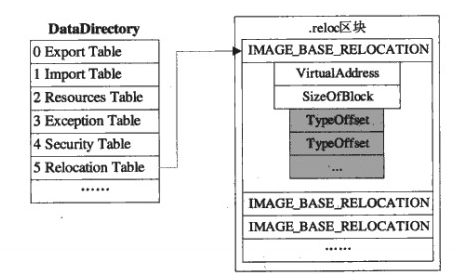 DataDirectory
0 Export Table
1 Import Table
2 Resources Table
3 Exception Table
4 Security Table
5 Relocation Table
……
.reloc区块
IMAGE_BASE_RELOCATION
VirtualAddress
SizeOfBlock
TypeOffset
TypeOffset
...
IMAGE_BASE_RELOCATION
IMAGE_BASE_RELOCATION
……